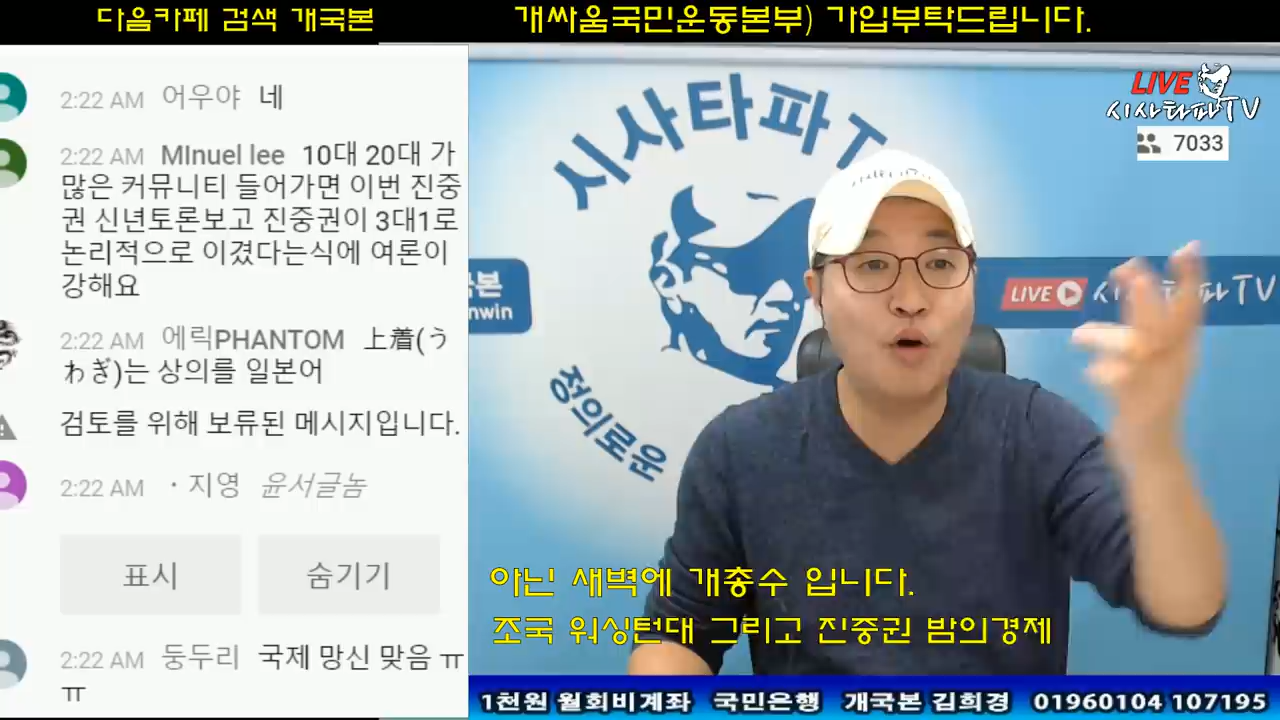 다음카페 검색 개국본
개싸움국민운동본부) 가입부탁드립니다.
2:22 AM 어우야 네
2:22 AM MInuel lee 10대 20대 가
많은 커뮤니티 들어가면 이번 진중
권 신년토론보고 진중권이 3대1로
논리적으로 이겼다는식에 여론이
강해요
2:22 AM 에릭PHANTOM 上着(う
わぎ)는 상의를 일본어
검토를 위해 보류된 메시지입니다.
2:22 AM ・지영 윤서글놈
표시 숨기기
2:22 AM 둥두리 국제 망신 맞음 ㅠ
ㅠ
LIVE
시사타파TV
7033
시사타파T
국본
nwin
LIVE 시사타파TV
정의로운
아닌 새벽에 개총수 입니다.
조국 워싱턴대 그리고 진중권 밤의경제
1천원 월회비계좌 국민은행 개국본 김희경 01960104 107195